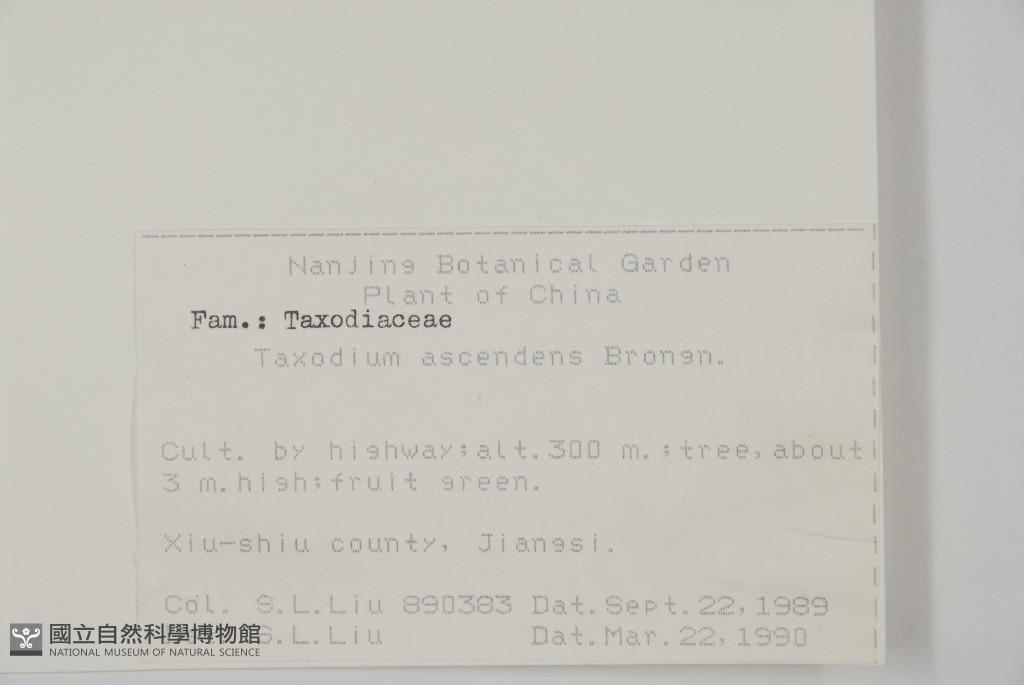 Nanjing Botanical Garden
Plant of China
Fam.: Taxodiaceae
Taxodium ascendens Brongn.
Cult. by highway;alt.300 m.;tree,about
3 m.high;fruit green.
Xiu-shiu county, Jiangsi.
Col. S.L.Liu 890383 Dat.Sept.22,1989
S.L.Liu Dat.Mar.22,1990
國立自然科學博物館
NATIONAL MUSEUM OF NATURAL SCIENCE